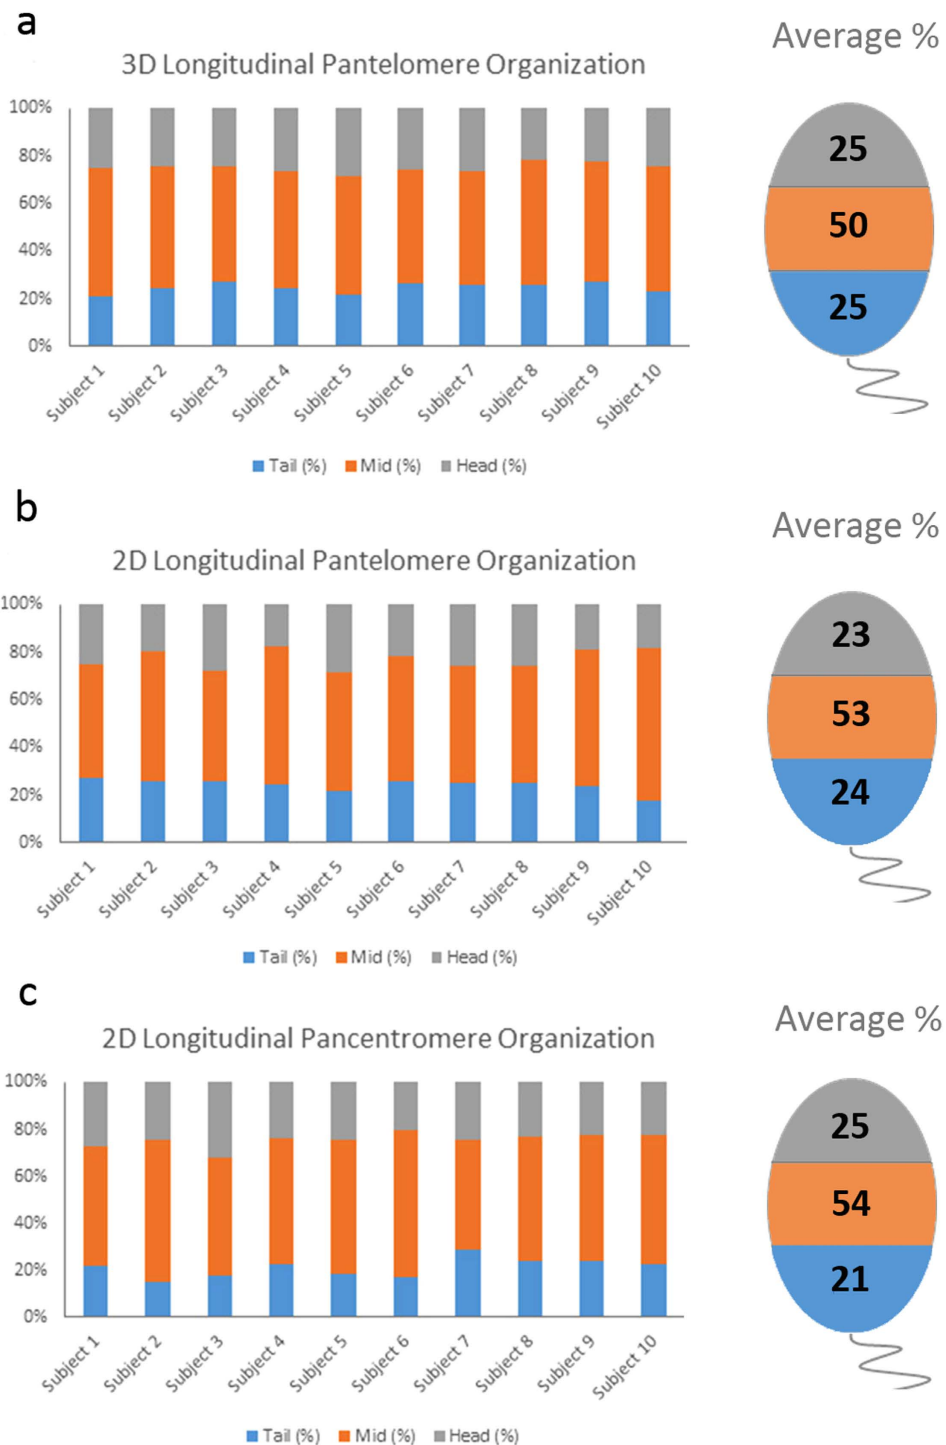 a
Average %
3D Longitudinal Pantelomere Organization
100%
80%
60%
40%
20%
0%
Subject 1
Subject 2
Subject 3
Subject 4
Subject 5
Subject 6
Subject 7
Subject 8
Subject 9
Subject 10
Tail (%) Mid (%) Head (%)
25
50
25
b
Average %
2D Longitudinal Pantelomere Organization
100%
80%
60%
40%
20%
0%
Subject 1
Subject 2
Subject 3
Subject 4
Subject 5
Subject 6
Subject 7
Subject 8
Subject 9
Subject 10
Tail (%) Mid (%) Head (%)
23
53
24
c
Average %
2D Longitudinal Pancentromere Organization
100%
80%
60%
40%
20%
0%
Subject 1
Subject 2
Subject 3
Subject 4
Subject 5
Subject 6
Subject 7
Subject 8
Subject 9
Subject 10
Tail (%) Mid (%) Head (%)
25
54
21